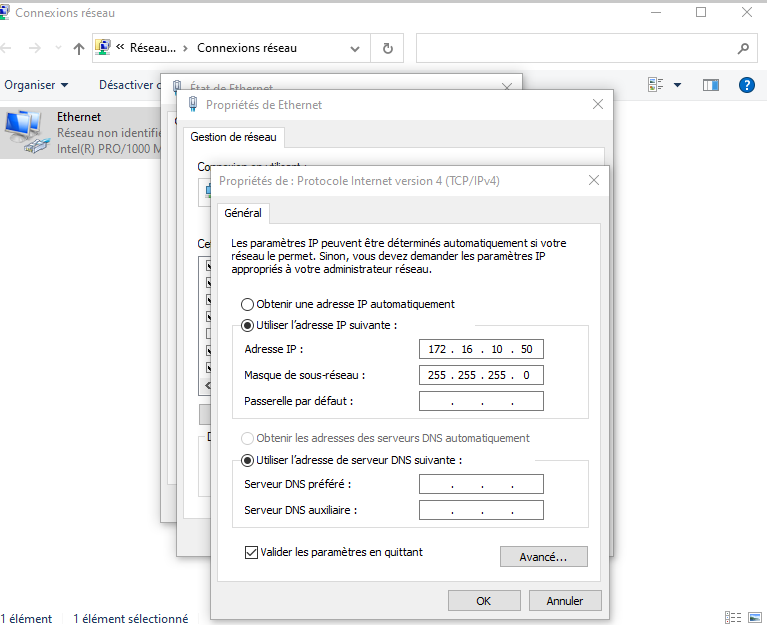 Connexions réseau
« Réseau... › Connexions réseau
Organiser Désactiver
État de Ethernet
Propriétés de Ethernet
Ethernet
Réseau non identifi
Intel(R) PRO/1000 M
Gestion de réseau
Connexion en utilisant :
Propriétés de : Protocole Internet version 4 (TCP/IPv4)
Général
Les paramètres IP peuvent être déterminés automatiquement si votre
réseau le permet. Sinon, vous devez demander les paramètres IP
appropriés à votre administrateur réseau.
Obtenir une adresse IP automatiquement
Utiliser l'adresse IP suivante :
Adresse IP : 172 . 16 . 10 . 50
Masque de sous-réseau : 255 . 255 . 255 . 0
Passerelle par défaut : . . .
Obtenir les adresses des serveurs DNS automatiquement
Utiliser l'adresse de serveur DNS suivante :
Serveur DNS préféré : . . .
Serveur DNS auxiliaire : . . .
Valider les paramètres en quittant
Avancé...
OK Annuler
1 élément 1 élément sélectionné